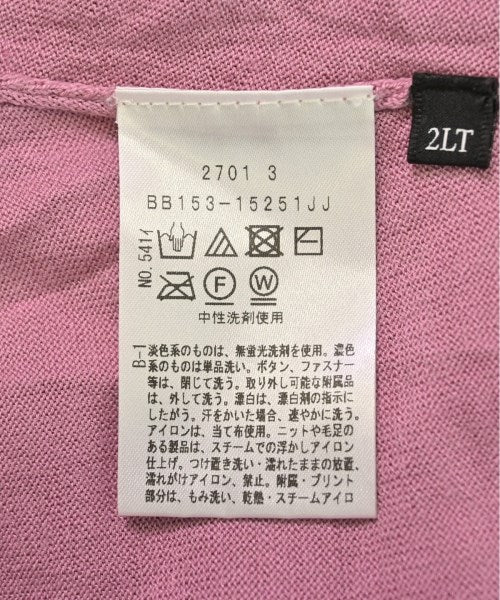 2LT
2701 3
BB153-15251JJ
NO. 5411
F
W
中性洗剤使用
B-1
淡色系のものは、無蛍光洗剤を使用。濃色
系のものは単品洗い。ボタン、ファスナー
等は、閉じて洗う。取り外し可能な附属品
は、外して洗う。漂白は、漂白剤の指示に
したがう。汗をかいた場合、速やかに洗う。
アイロンは、当て布使用。ニットや毛足の
ある製品は、スチームでの浮かしアイロン
仕上げ。つけ置き洗い・濡れたままの放置、
濡れがけアイロン、禁止。附属・プリント
部分は、もみ洗い、乾熱・スチームアイロ